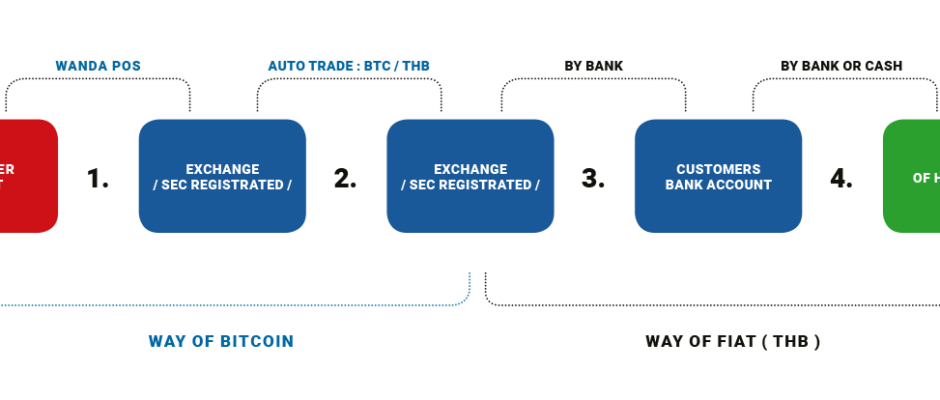 WANDA POS
AUTO TRADE : BTC / THB
BY BANK
BY BANK OR CASH
ER
T
1.
EXCHANGE
/ SEC REGISTRATED /
2.
EXCHANGE
/ SEC REGISTRATED /
3.
CUSTOMERS
BANK ACCOUNT
4.
OF H
WAY OF BITCOIN
WAY OF FIAT ( THB )